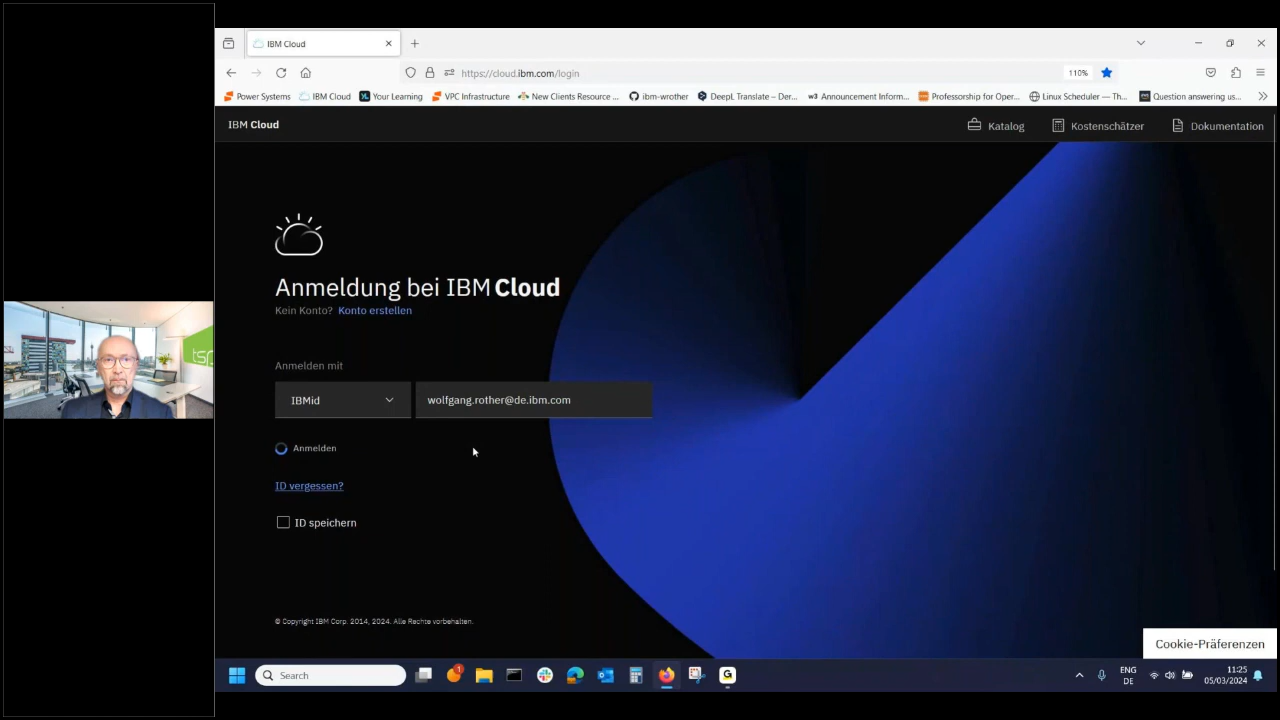 IBM Cloud
https://cloud.ibm.com/login
110%
Power Systems IBM Cloud Your Learning VPC Infrastructure New Clients Resource ... ibm-wrother DeepL Translate – Der... w3 Announcement Inform... Professorship for Oper... Linux Scheduler — Th... Question answering us...
IBM Cloud
Katalog Kostenschätzer Dokumentation
Anmeldung bei IBM Cloud
Kein Konto? Konto erstellen
Anmelden mit
IBMid wolfgang.rother@de.ibm.com
Anmelden
ID vergessen?
ID speichern
© Copyright IBM Corp. 2014, 2024. Alle Rechte vorbehalten.
Cookie-Präferenzen
Search
1
ENG
DE
11:25
05/03/2024